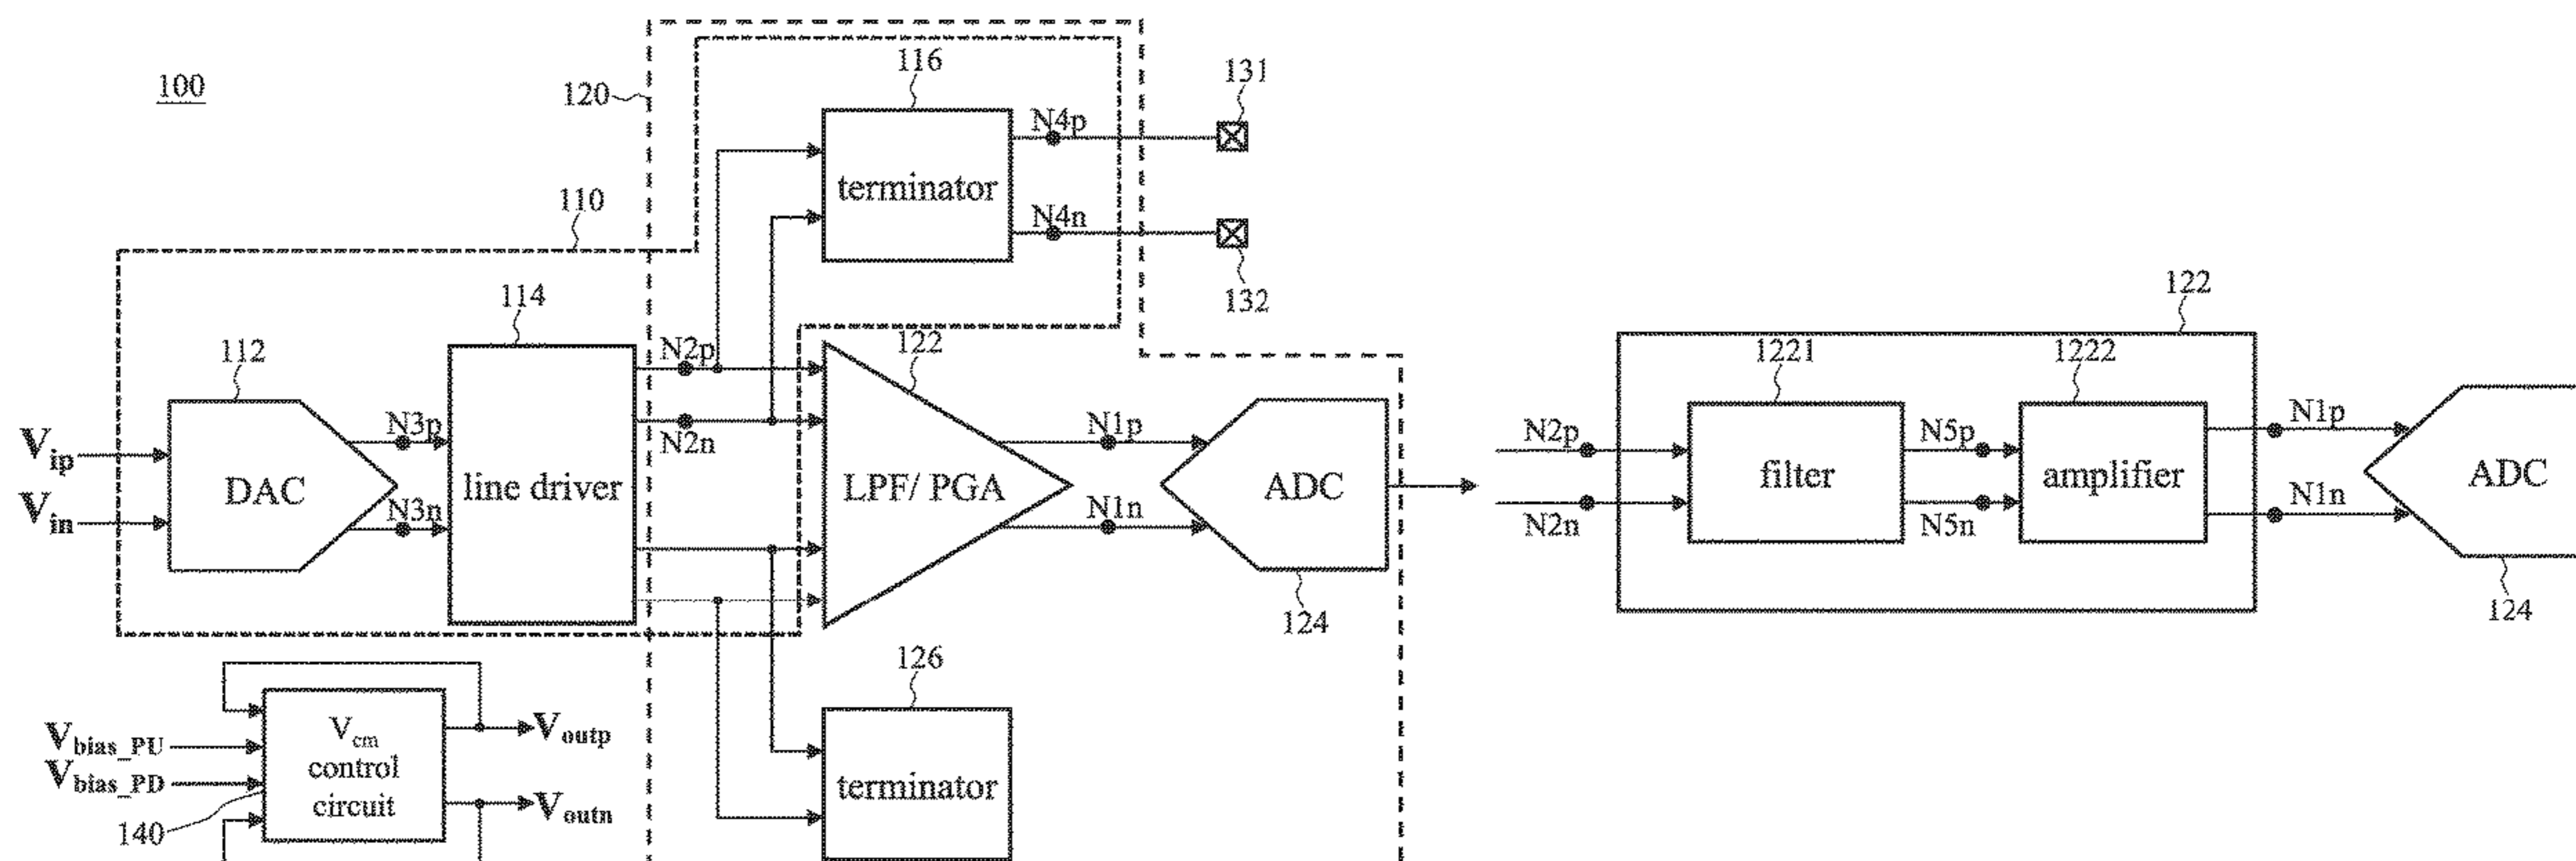 100
120
116
131
N4p
terminator
N4n
132
110
114
112
N2p
122
N2n
N3p
V_ip
V_in
DAC
N3n
line driver
LPF/ PGA
N1p
N1n
ADC
124
126
terminator
V_bias_PU
V_bias_PD
V_cm
control
circuit
140
V_outp
V_outn
122
1221
1222
N2p
N2n
filter
N5p
N5n
amplifier
N1p
N1n
ADC
124